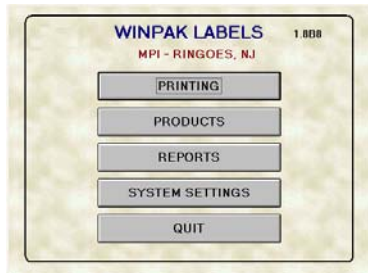 WINPAK LABELS 1.8B8
MPI - RINGOES, NJ
PRINTING
PRODUCTS
REPORTS
SYSTEM SETTINGS
QUIT